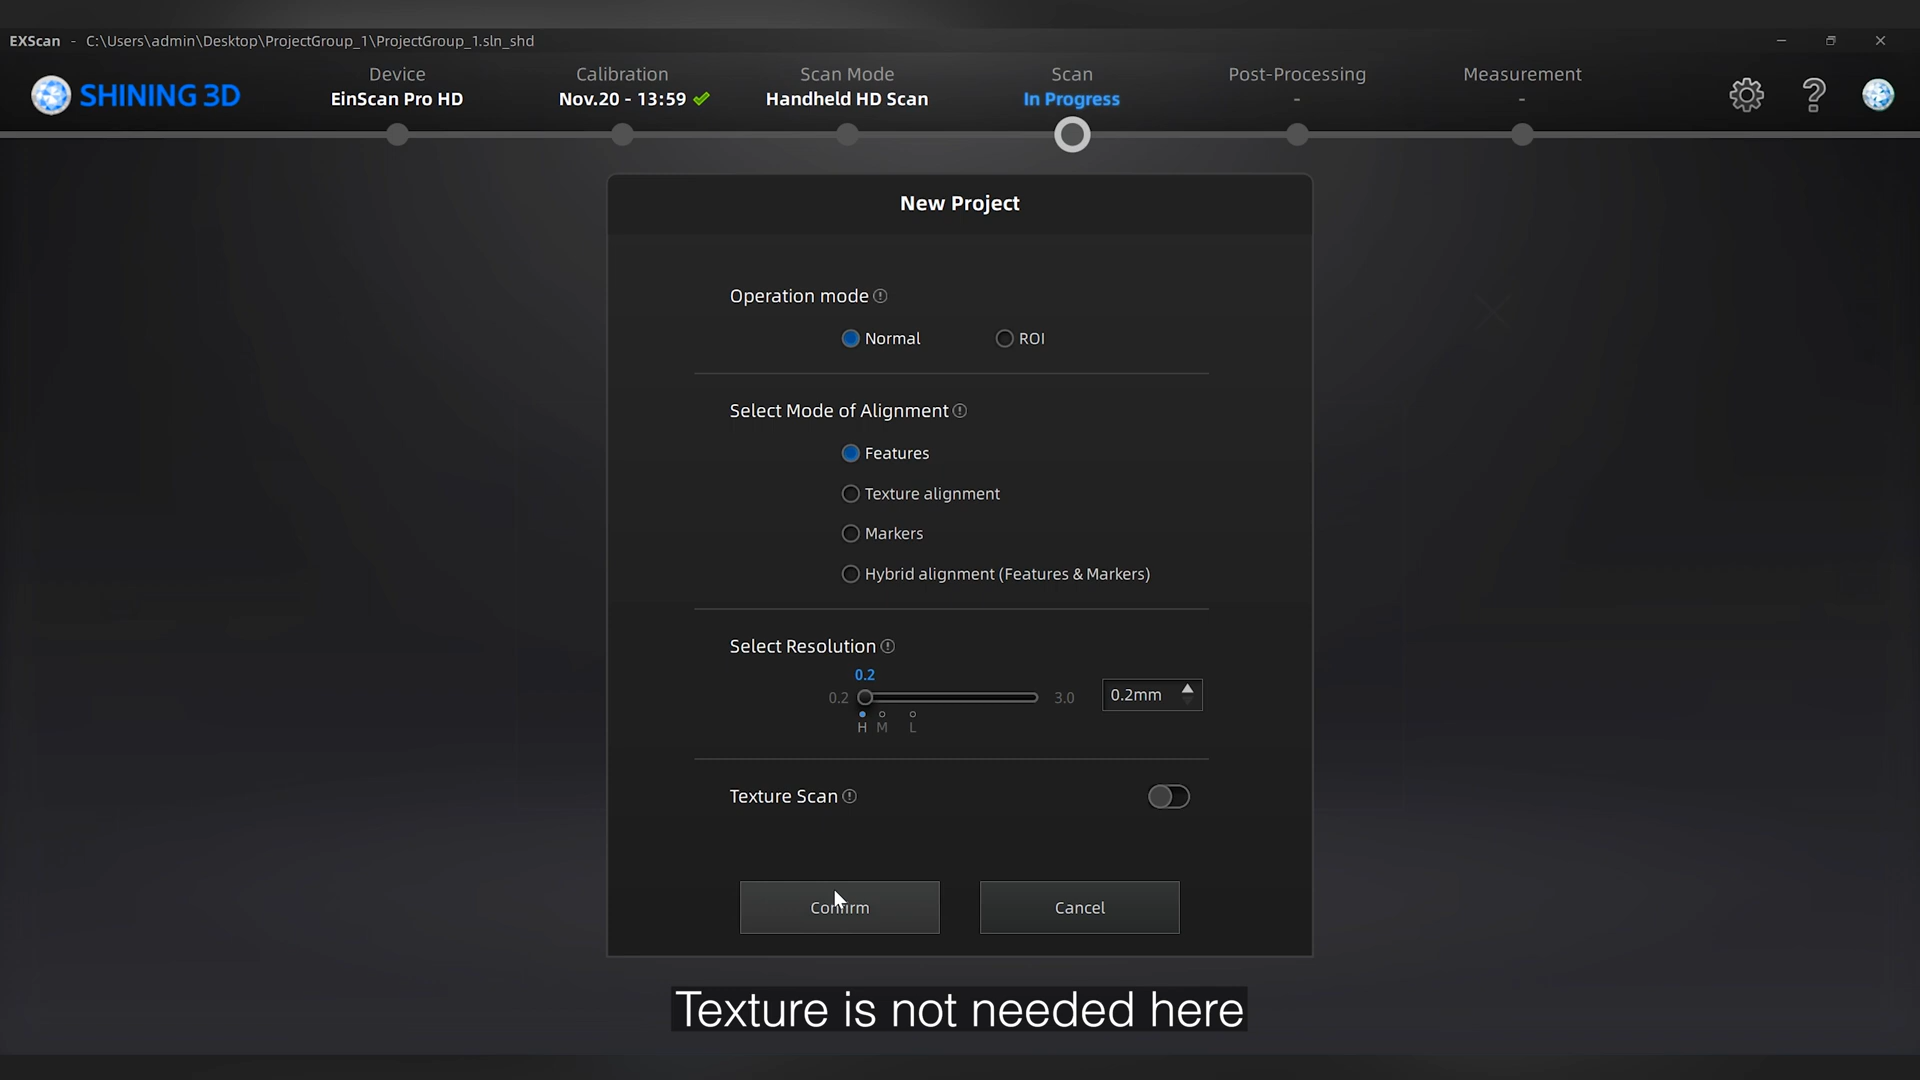 EXScan - C:\Users\admin\Desktop\ProjectGroup_1\ProjectGroup_1.sln_shd
SHINING 3D
Device
EinScan Pro HD
Calibration
Nov.20 - 13:59
Scan Mode
Handheld HD Scan
Scan
In Progress
Post-Processing
-
Measurement
-
New Project
Operation mode
Normal ROI
Select Mode of Alignment
Features
Texture alignment
Markers
Hybrid alignment (Features & Markers)
Select Resolution
0.2
0.2 3.0 0.2mm
H M L
Texture Scan
Confirm Cancel
Texture is not needed here